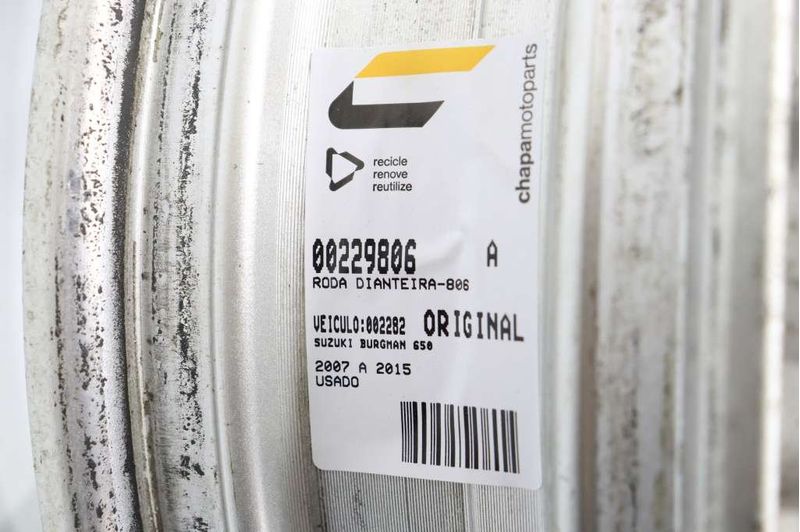 chapamotoparts
recicle
renove
reutilize
00229806 A
RODA DIANTEIRA-806
VEICULO:002282 ORIGINAL
SUZUKI BURGMAN 650
2007 A 2015
USADO